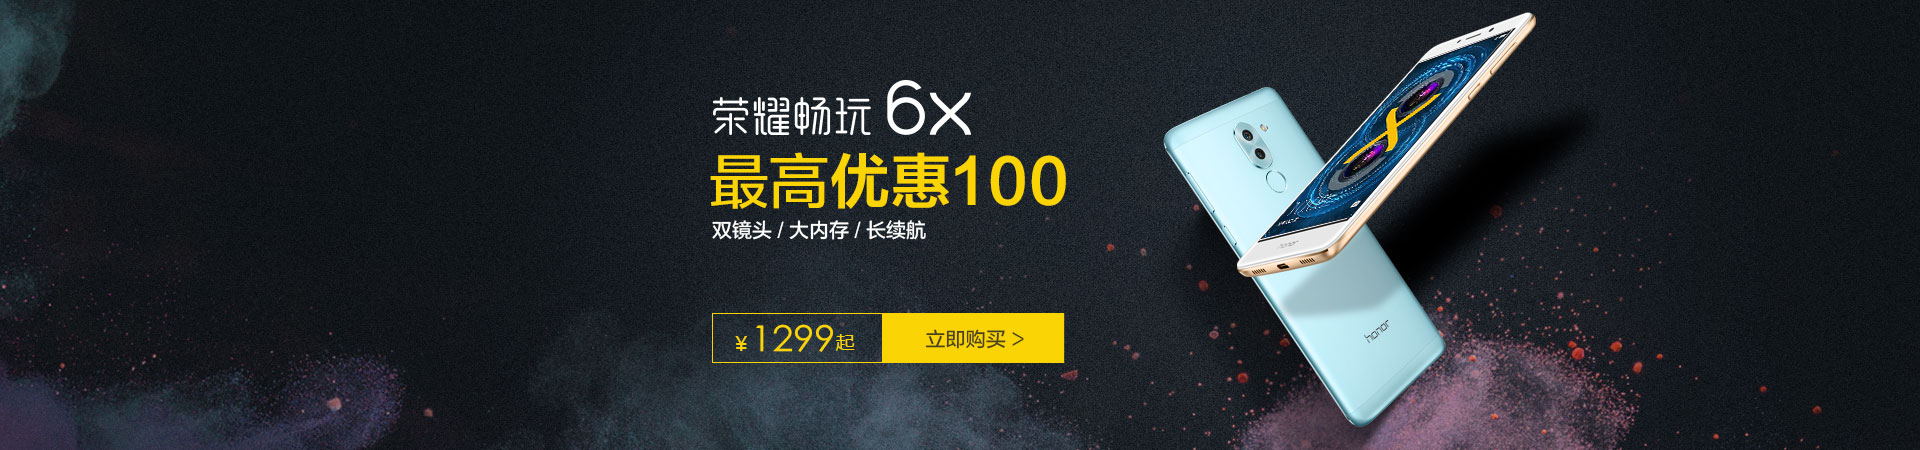 荣耀畅玩 6X
最高优惠100
双镜头 / 大内存 / 长续航
¥1299起
立即购买 >
honor
honor